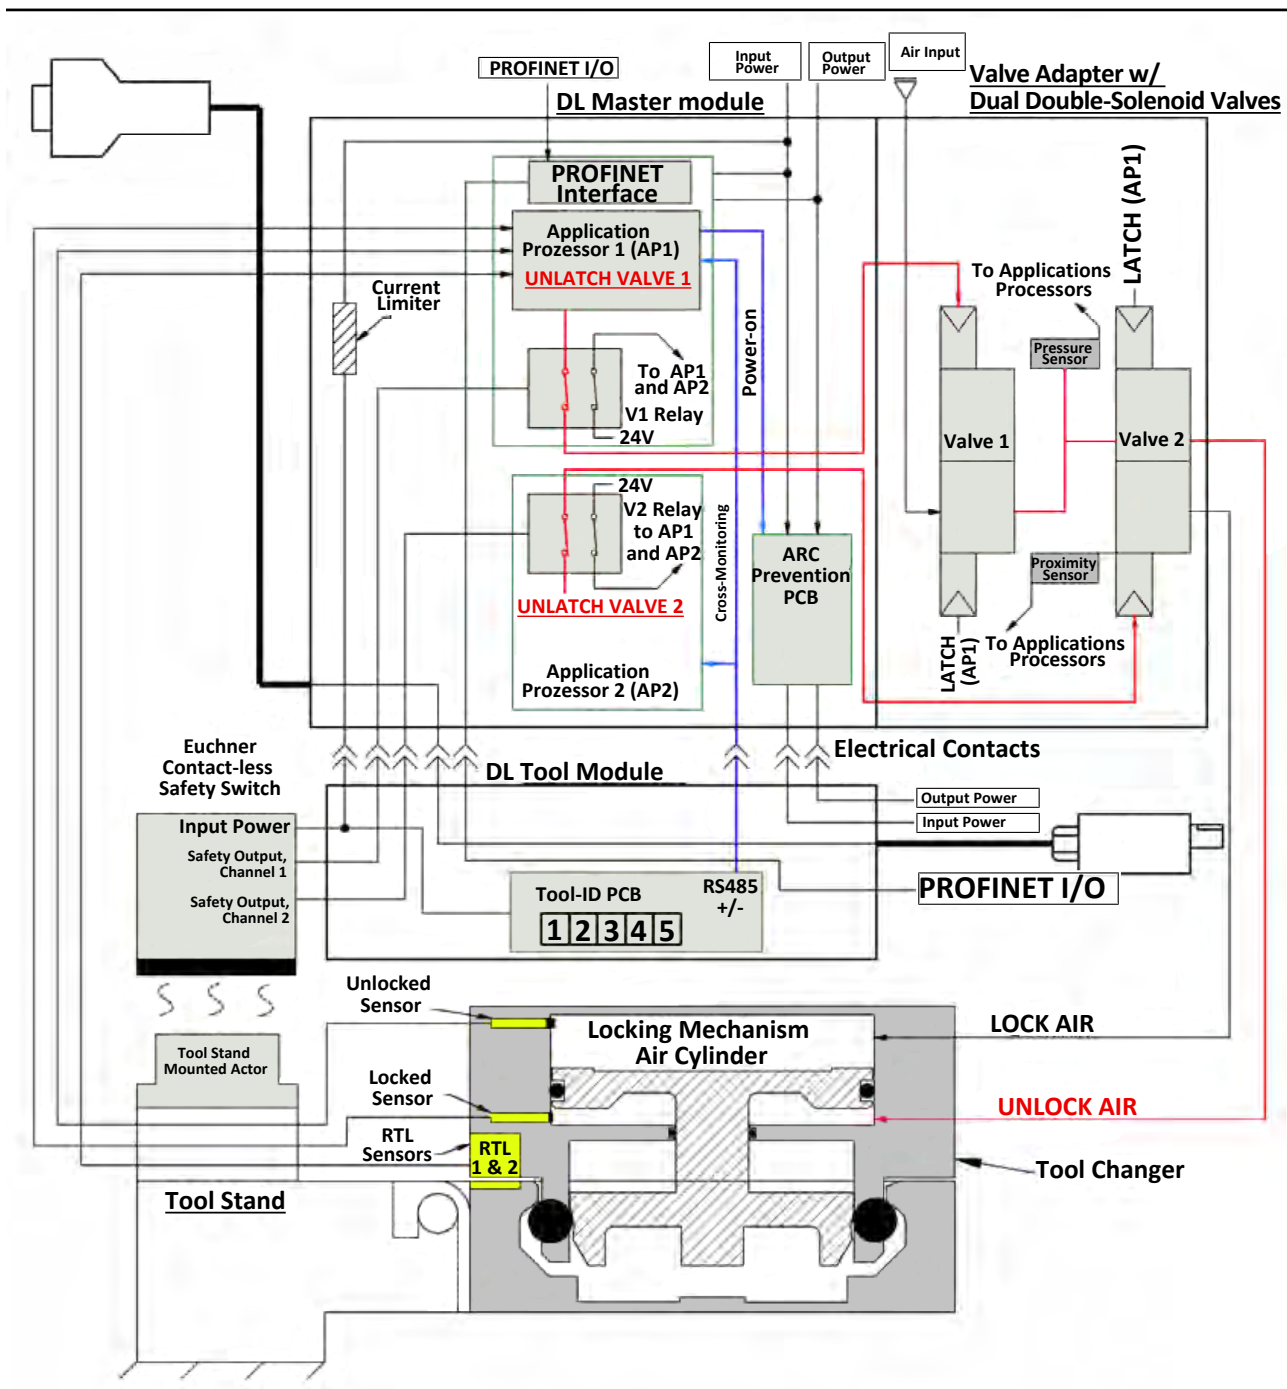 PROFINET I/O
Input
Power
Output
Power
Air Input
Valve Adapter w/
Dual Double-Solenoid Valves
DL Master module
PROFINET
Interface
Application
Prozessor 1 (AP1)
UNLATCH VALVE 1
Current
Limiter
To AP1
and AP2
V1 Relay
24V
Power-on
24V
V2 Relay
to AP1
and AP2
UNLATCH VALVE 2
Cross-Monitoring
Application
Prozessor 2 (AP2)
ARC
Prevention
PCB
To Applications
Processors
LATCH (AP1)
Pressure
Sensor
Valve 1
Valve 2
Proximity
Sensor
LATCH
(AP1)
To Applications
Processors
Electrical Contacts
Euchner
Contact-less
Safety Switch
DL Tool Module
Input Power
Safety Output,
Channel 1
Safety Output,
Channel 2
Output Power
Input Power
PROFINET I/O
Tool-ID PCB
RS485
+/-
1 2 3 4 5
Unlocked
Sensor
Locking Mechanism
Air Cylinder
LOCK AIR
Tool Stand
Mounted Actor
Locked
Sensor
UNLOCK AIR
RTL
Sensors
RTL
1 & 2
Tool Changer
Tool Stand